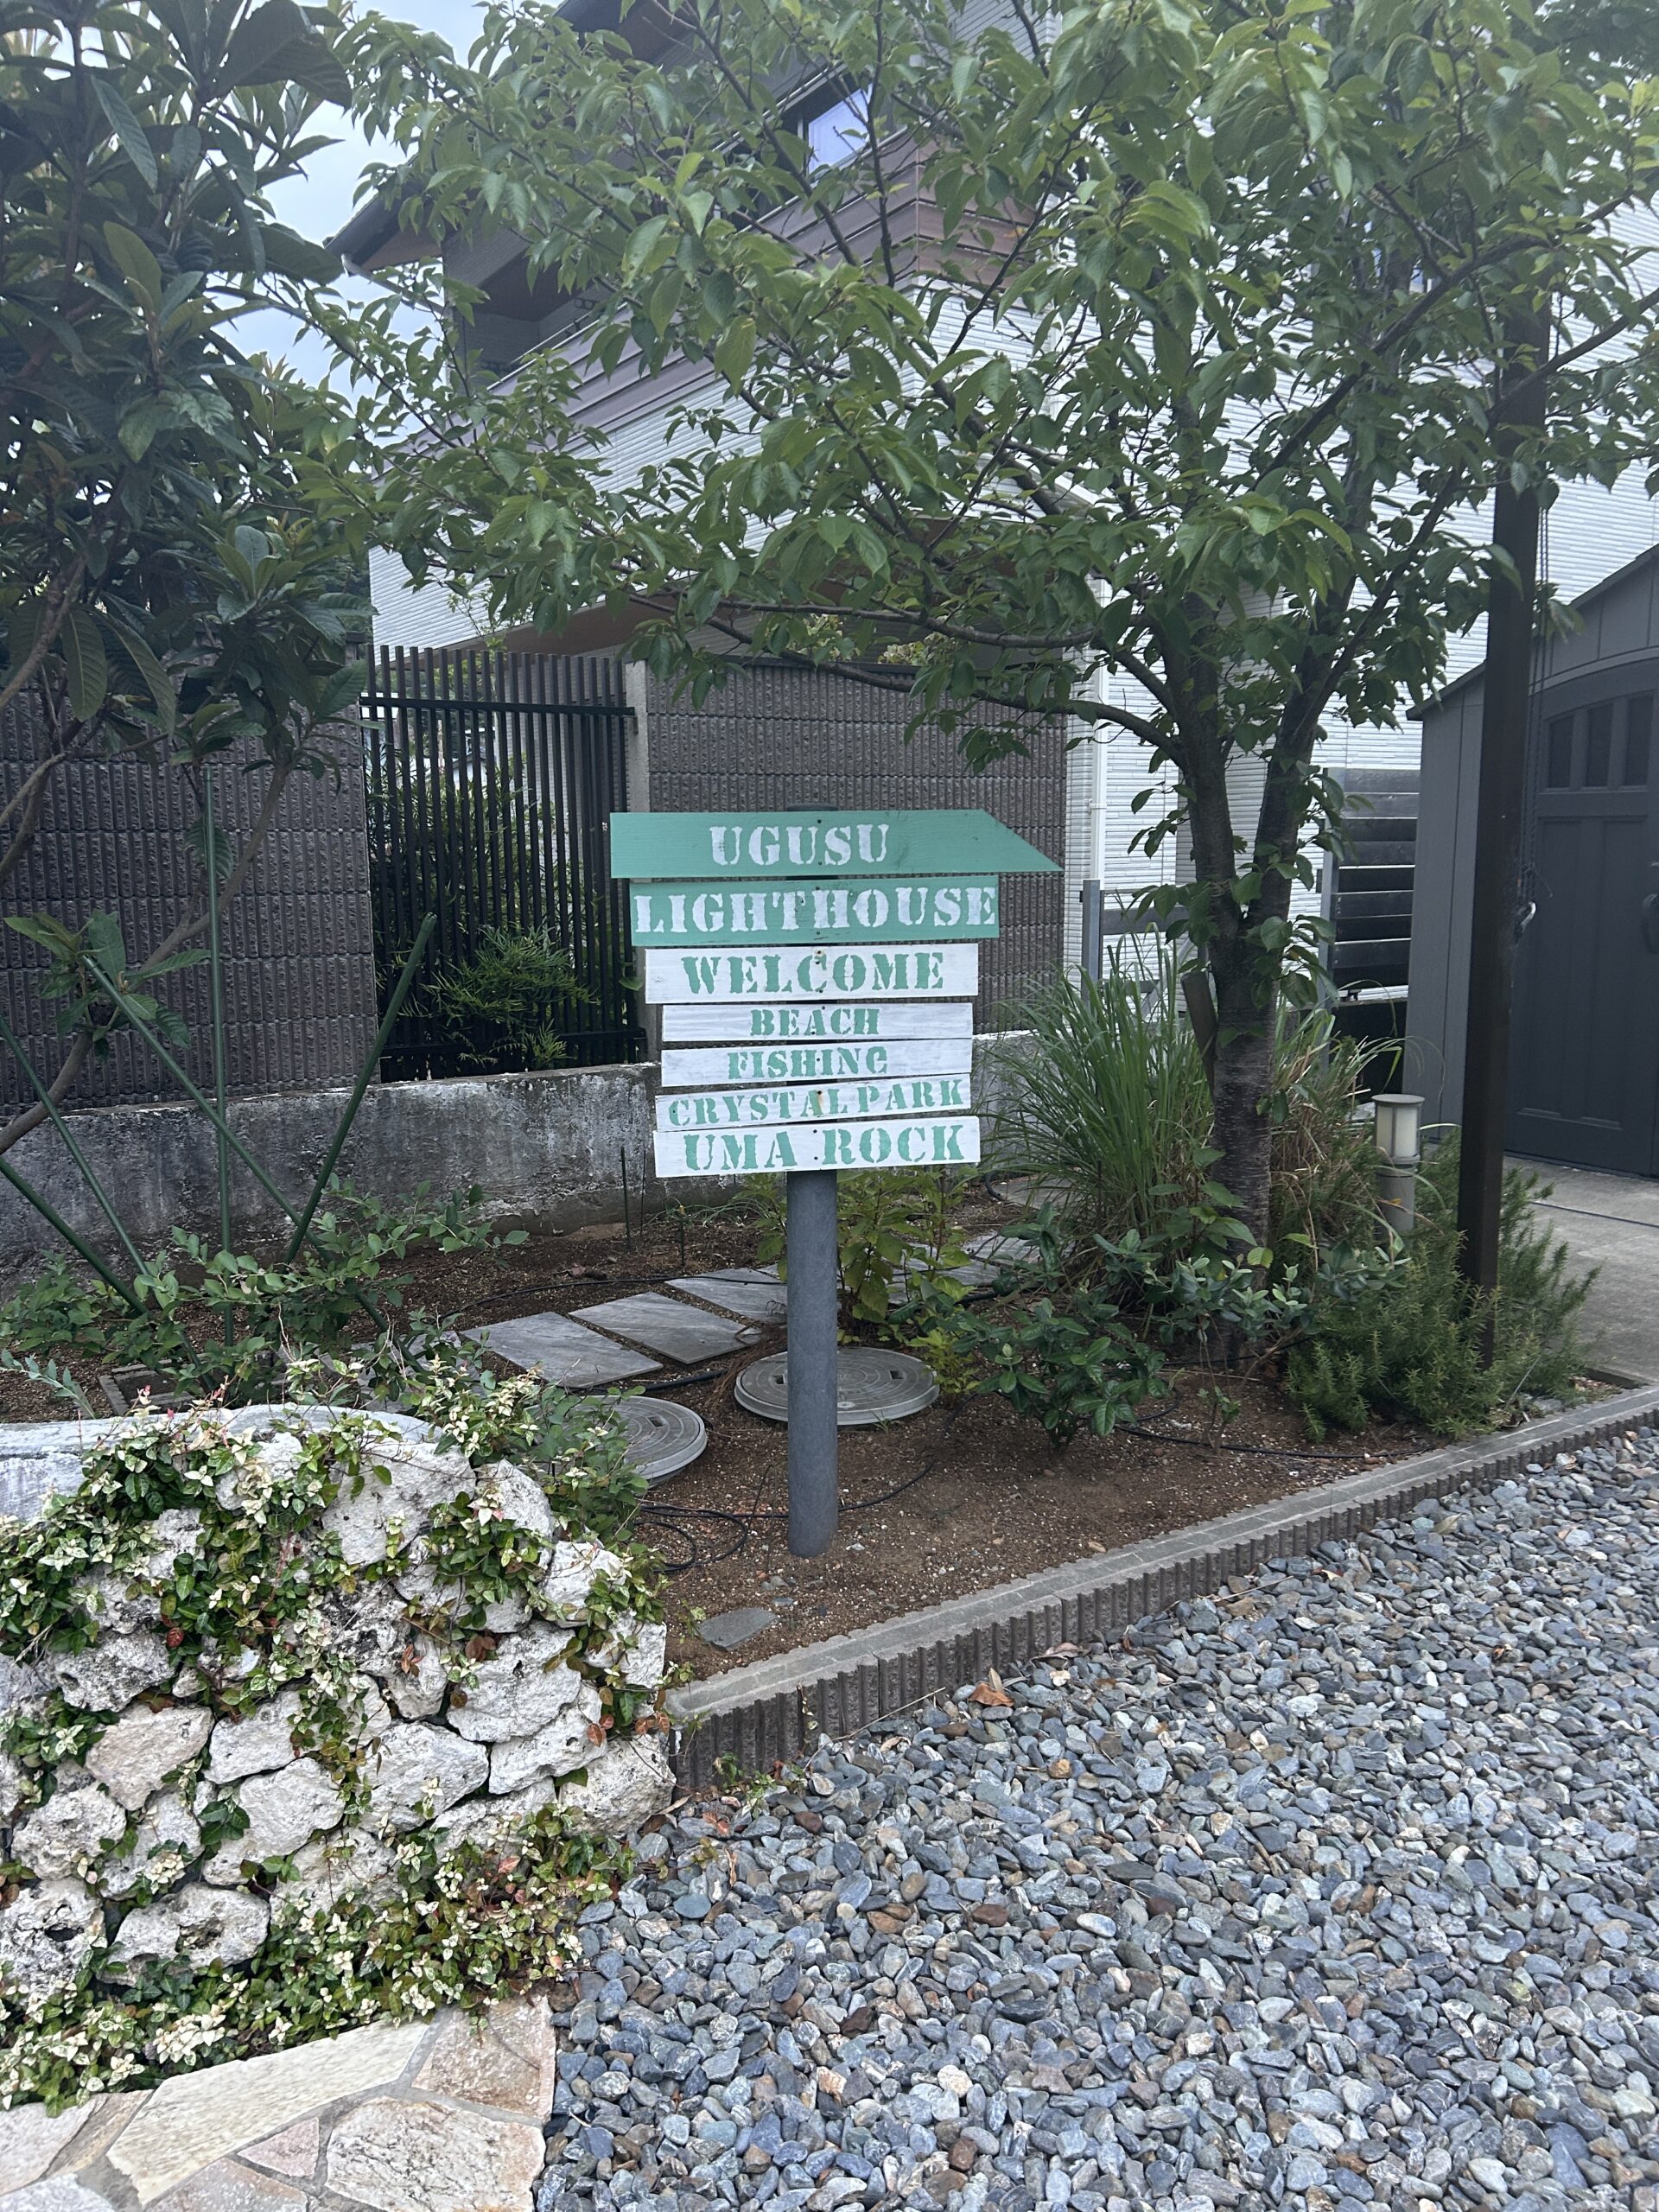 UGUSU
LIGHTHOUSE
WELCOME
BEACH
FISHING
CRYSTAL PARK
UMA ROCK